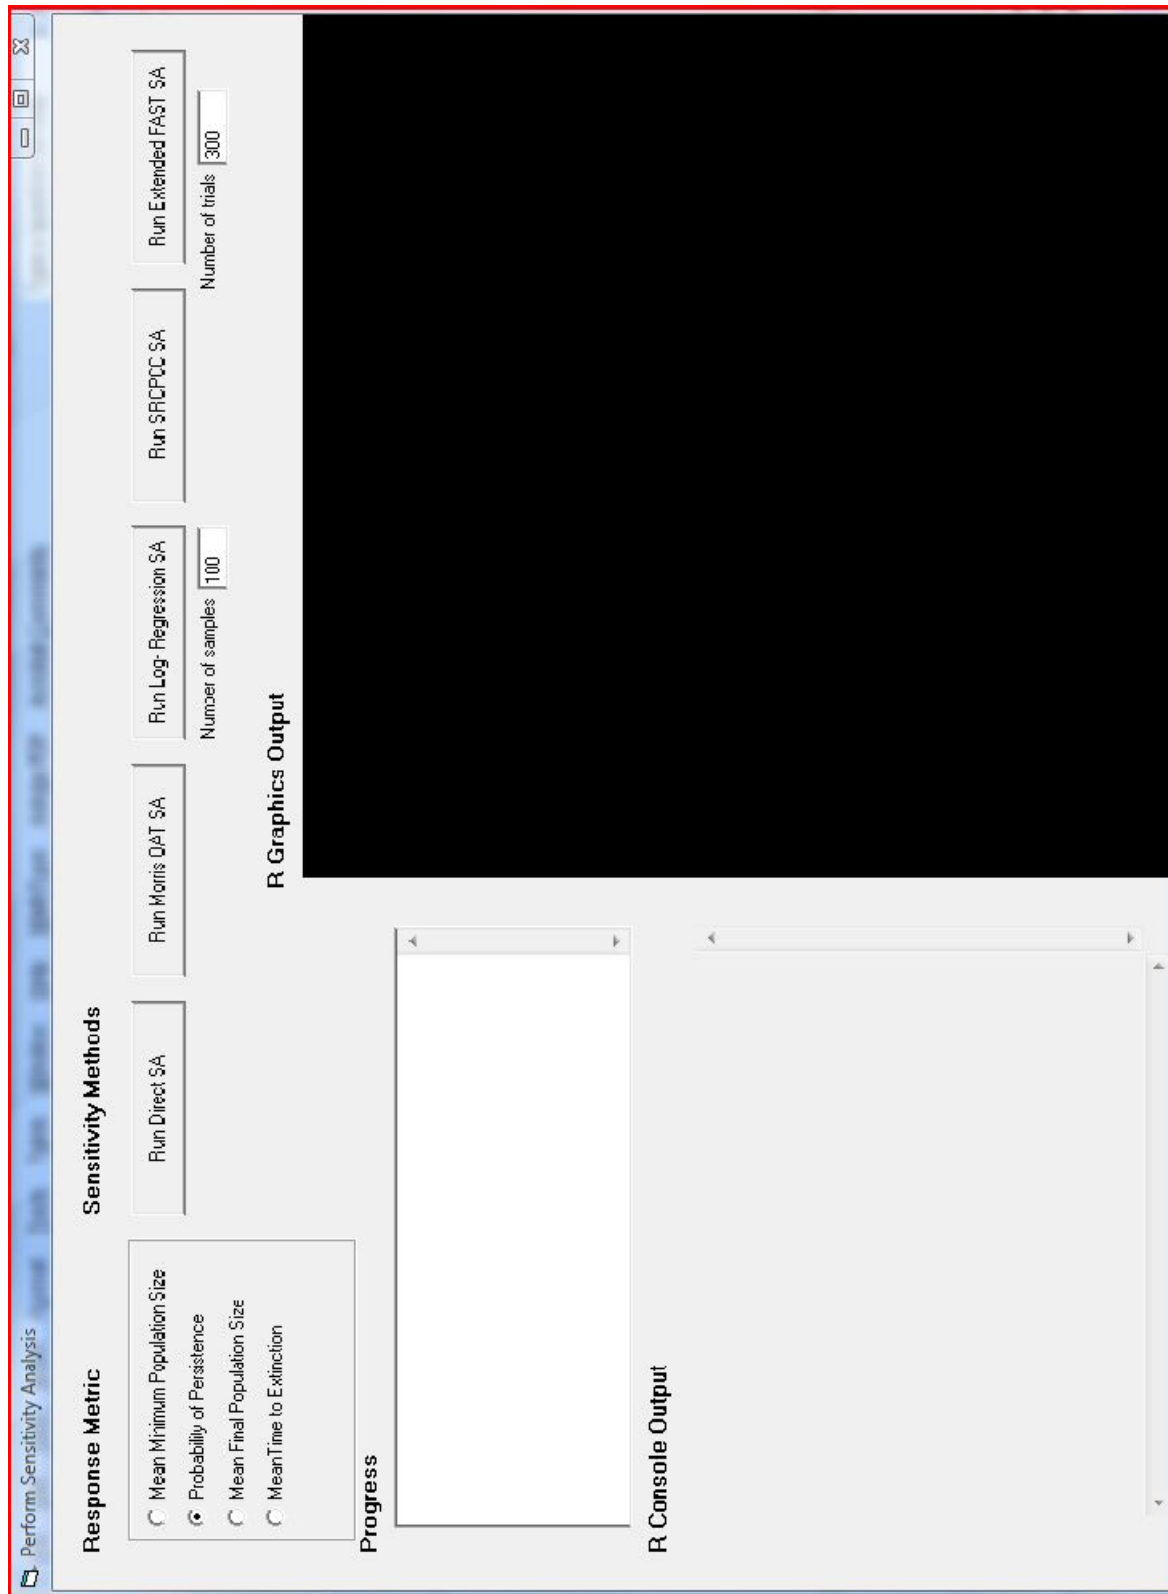 Perform Sensitivity Analysis
Response Metric
Mean Minimum Population Size
Probability of Persistence
Mean Final Population Size
MeanTime to Extinction
Sensitivity Methods
Run Direct SA
Run Morris OAT SA
Run Log- Regression SA
Run SRCPCC SA
Run Extended FAST SA
Number of samples 100
Number of trials 300
Progress
R Graphics Output
R Console Output